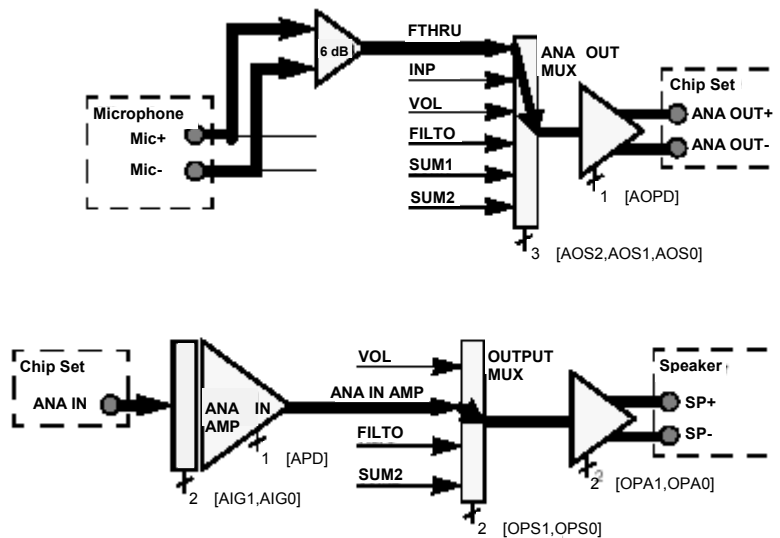 FTHRU
ANA OUT
MUX
6 dB
INP
Chip Set
Microphone
VOL
ANA OUT+
Mic+
FILTO
ANA OUT-
Mic-
SUM1
1 [AOPD]
SUM2
3 [AOS2,AOS1,AOS0]
Chip Set
VOL
OUTPUT
MUX
Speaker
ANA IN
ANA IN
AMP
ANA IN AMP
SP+
FILTO
SP-
1 [APD]
SUM2
2 [OPA1,OPA0]
2 [AIG1,AIG0]
2 [OPS1,OPS0]